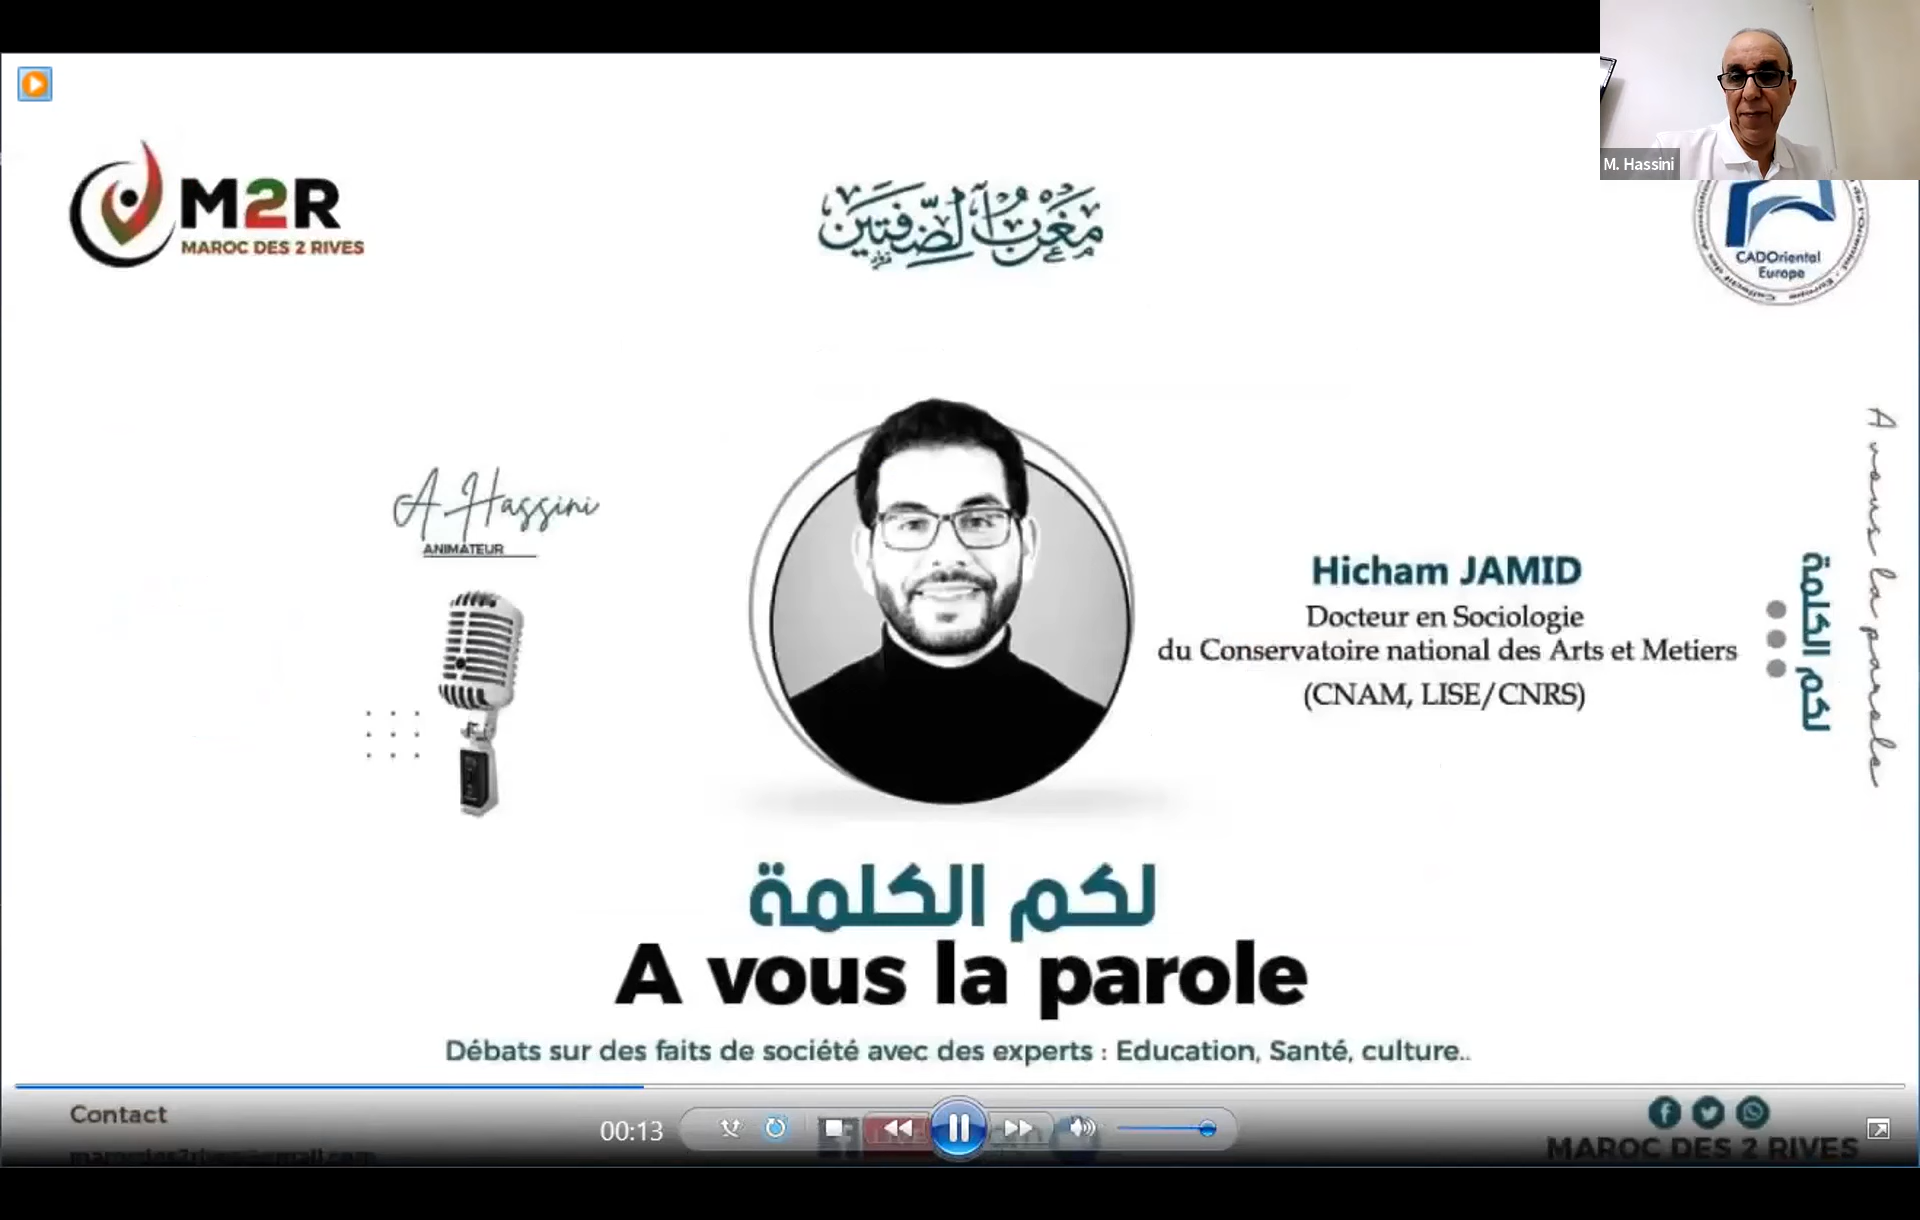 M. Hassini
M2R
MAROC DES 2 RIVES
مغرب الضفتين
CADOriental
Europe
A Hassini
ANIMATEUR
Hicham JAMID
Docteur en Sociologie
du Conservatoire national des Arts et Metiers
(CNAM, LISE/CNRS)
لكم الكلمة
A vous la parole
لكم الكلمة
A vous la parole
Débats sur des faits de société avec des experts : Education, Santé, culture..
Contact
00:13
MAROC DES 2 RIVES